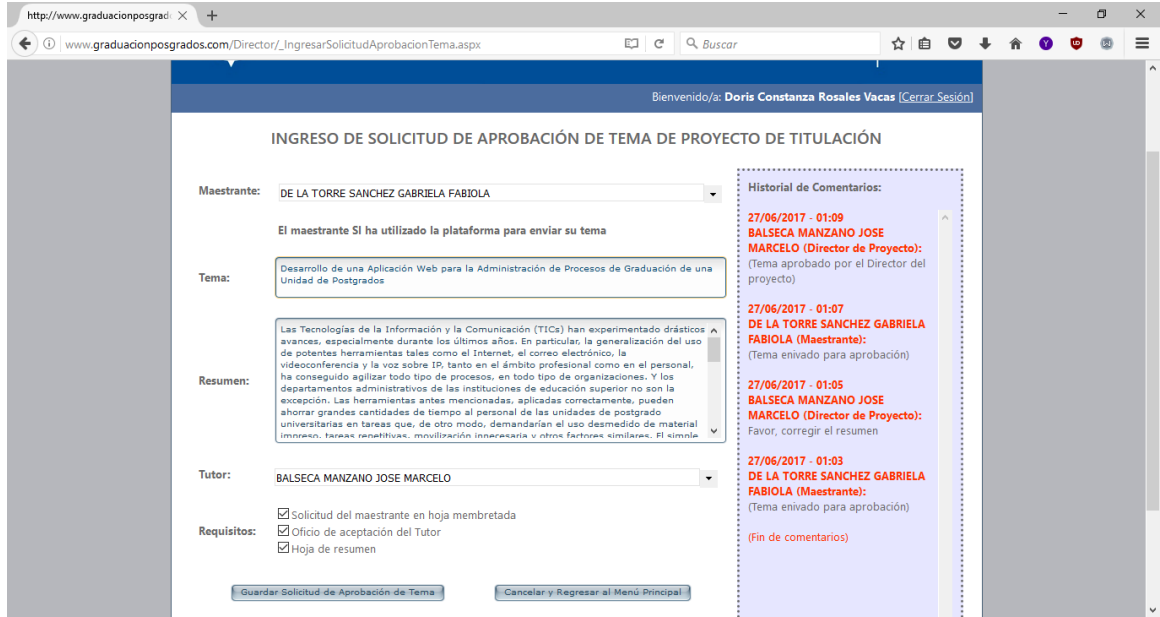 http://www.graduacionposgrad
www.graduacionposgrados.com/Director/_IngresarSolicitudAprobacionTema.aspx
Buscar
Bienvenido/a: Doris Constanza Rosales Vacas [Cerrar Sesión]
INGRESO DE SOLICITUD DE APROBACIÓN DE TEMA DE PROYECTO DE TITULACIÓN
Maestrante:
DE LA TORRE SANCHEZ GABRIELA FABIOLA
El maestrante SI ha utilizado la plataforma para enviar su tema
Tema:
Desarrollo de una Aplicación Web para la Administración de Procesos de Graduación de una
Unidad de Postgrados
Resumen:
Las Tecnologías de la Información y la Comunicación (TICs) han experimentado drásticos
avances, especialmente durante los últimos años. En particular, la generalización del uso
de potentes herramientas tales como el Internet, el correo electrónico, la
videoconferencia y la voz sobre IP, tanto en el ámbito profesional como en el personal,
ha conseguido agilizar todo tipo de procesos, en todo tipo de organizaciones. Y los
departamentos administrativos de las instituciones de educación superior no son la
excepción. Las herramientas antes mencionadas, aplicadas correctamente, pueden
ahorrar grandes cantidades de tiempo al personal de las unidades de postgrado
universitarias en tareas que, de otro modo, demandarían el uso desmedido de material
impreso, tareas repetitivas, movilización innecesaria y otros factores similares. El simple
Tutor:
BALSECA MANZANO JOSE MARCELO
Requisitos:
Solicitud del maestrante en hoja membretada
Oficio de aceptación del Tutor
Hoja de resumen
Guardar Solicitud de Aprobación de Tema
Cancelar y Regresar al Menú Principal
Historial de Comentarios:
27/06/2017 - 01:09
BALSECA MANZANO JOSE
MARCELO (Director de Proyecto):
(Tema aprobado por el Director del
proyecto)
27/06/2017 - 01:07
DE LA TORRE SANCHEZ GABRIELA
FABIOLA (Maestrante):
(Tema enivado para aprobación)
27/06/2017 - 01:05
BALSECA MANZANO JOSE
MARCELO (Director de Proyecto):
Favor, corregir el resumen
27/06/2017 - 01:03
DE LA TORRE SANCHEZ GABRIELA
FABIOLA (Maestrante):
(Tema enivado para aprobación)
(Fin de comentarios)